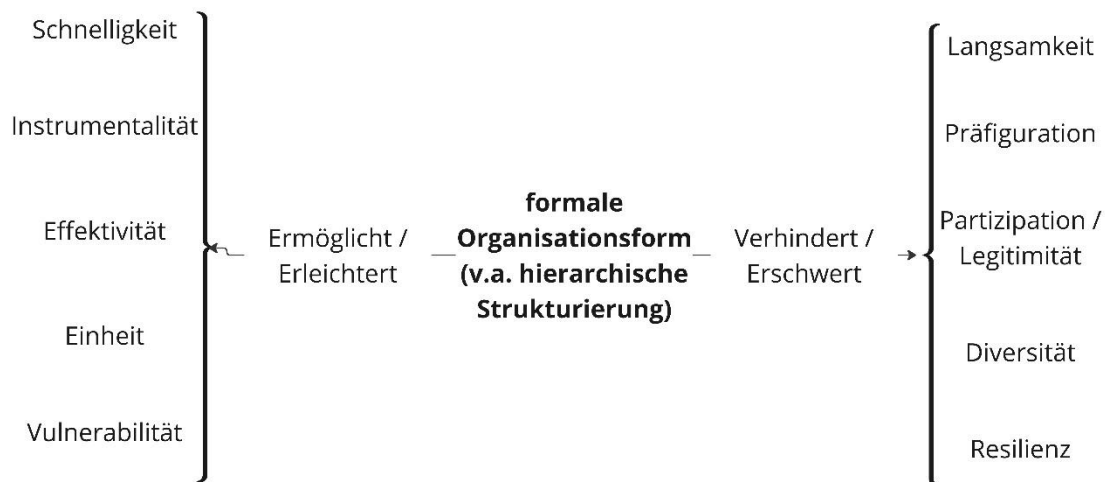 Schnelligkeit
Instrumentalität
Effektivität
Einheit
Vulnerabilität
Ermöglicht /
Erleichtert
formale
Organisationsform
(v.a. hierarchische
Strukturierung)
Verhindert /
Erschwert
Langsamkeit
Präfiguration
Partizipation /
Legitimität
Diversität
Resilienz